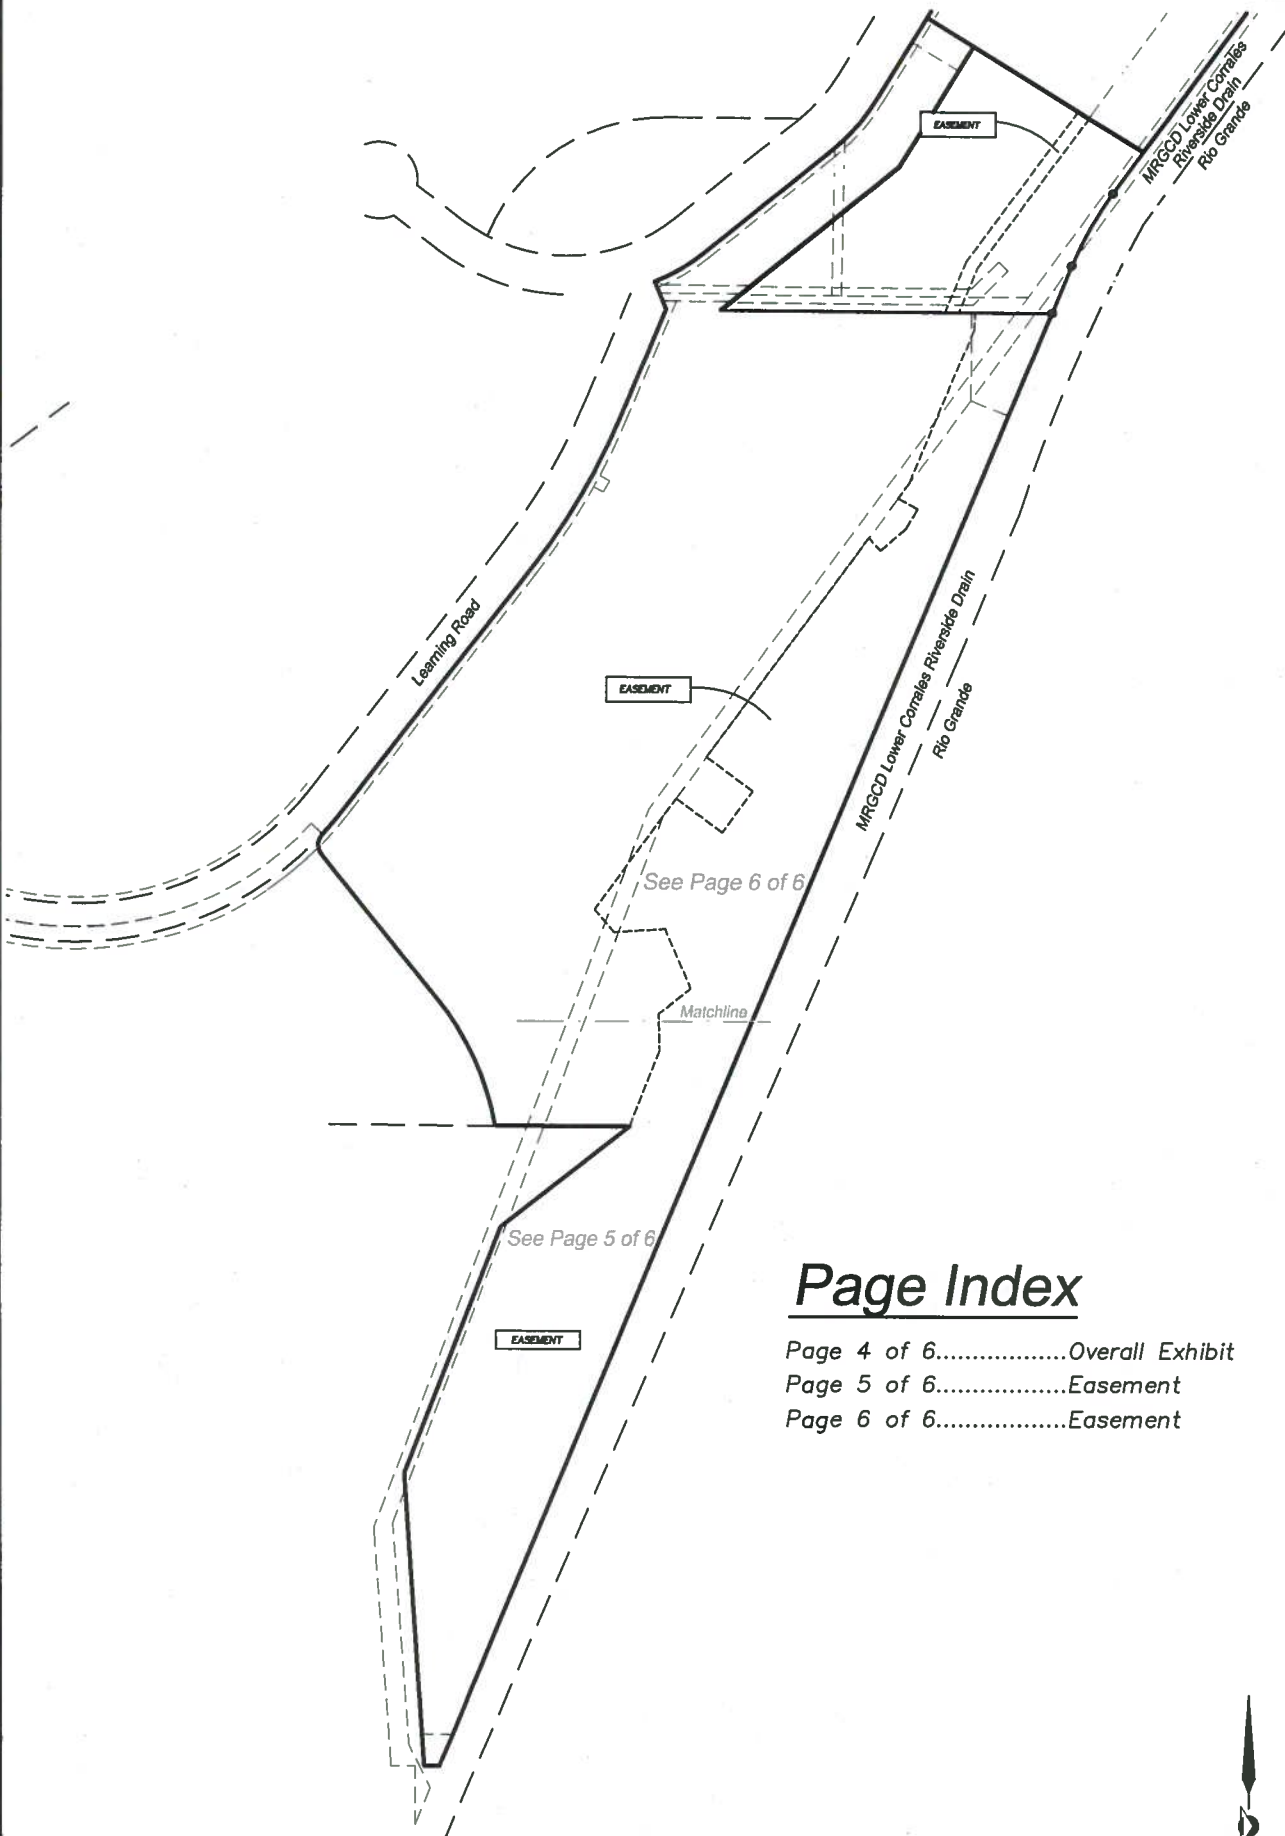 MRGCD Lower Corrales
Riverside Drain
Rio Grande
EASEMENT
Learning Road
EASEMENT
MRGCD Lower Corrales Riverside Drain
Rio Grande
See Page 6 of 6
Matchline
See Page 5 of 6
EASEMENT
Page Index
Page 4 of 6..................Overall Exhibit
Page 5 of 6..................Easement
Page 6 of 6..................Easement